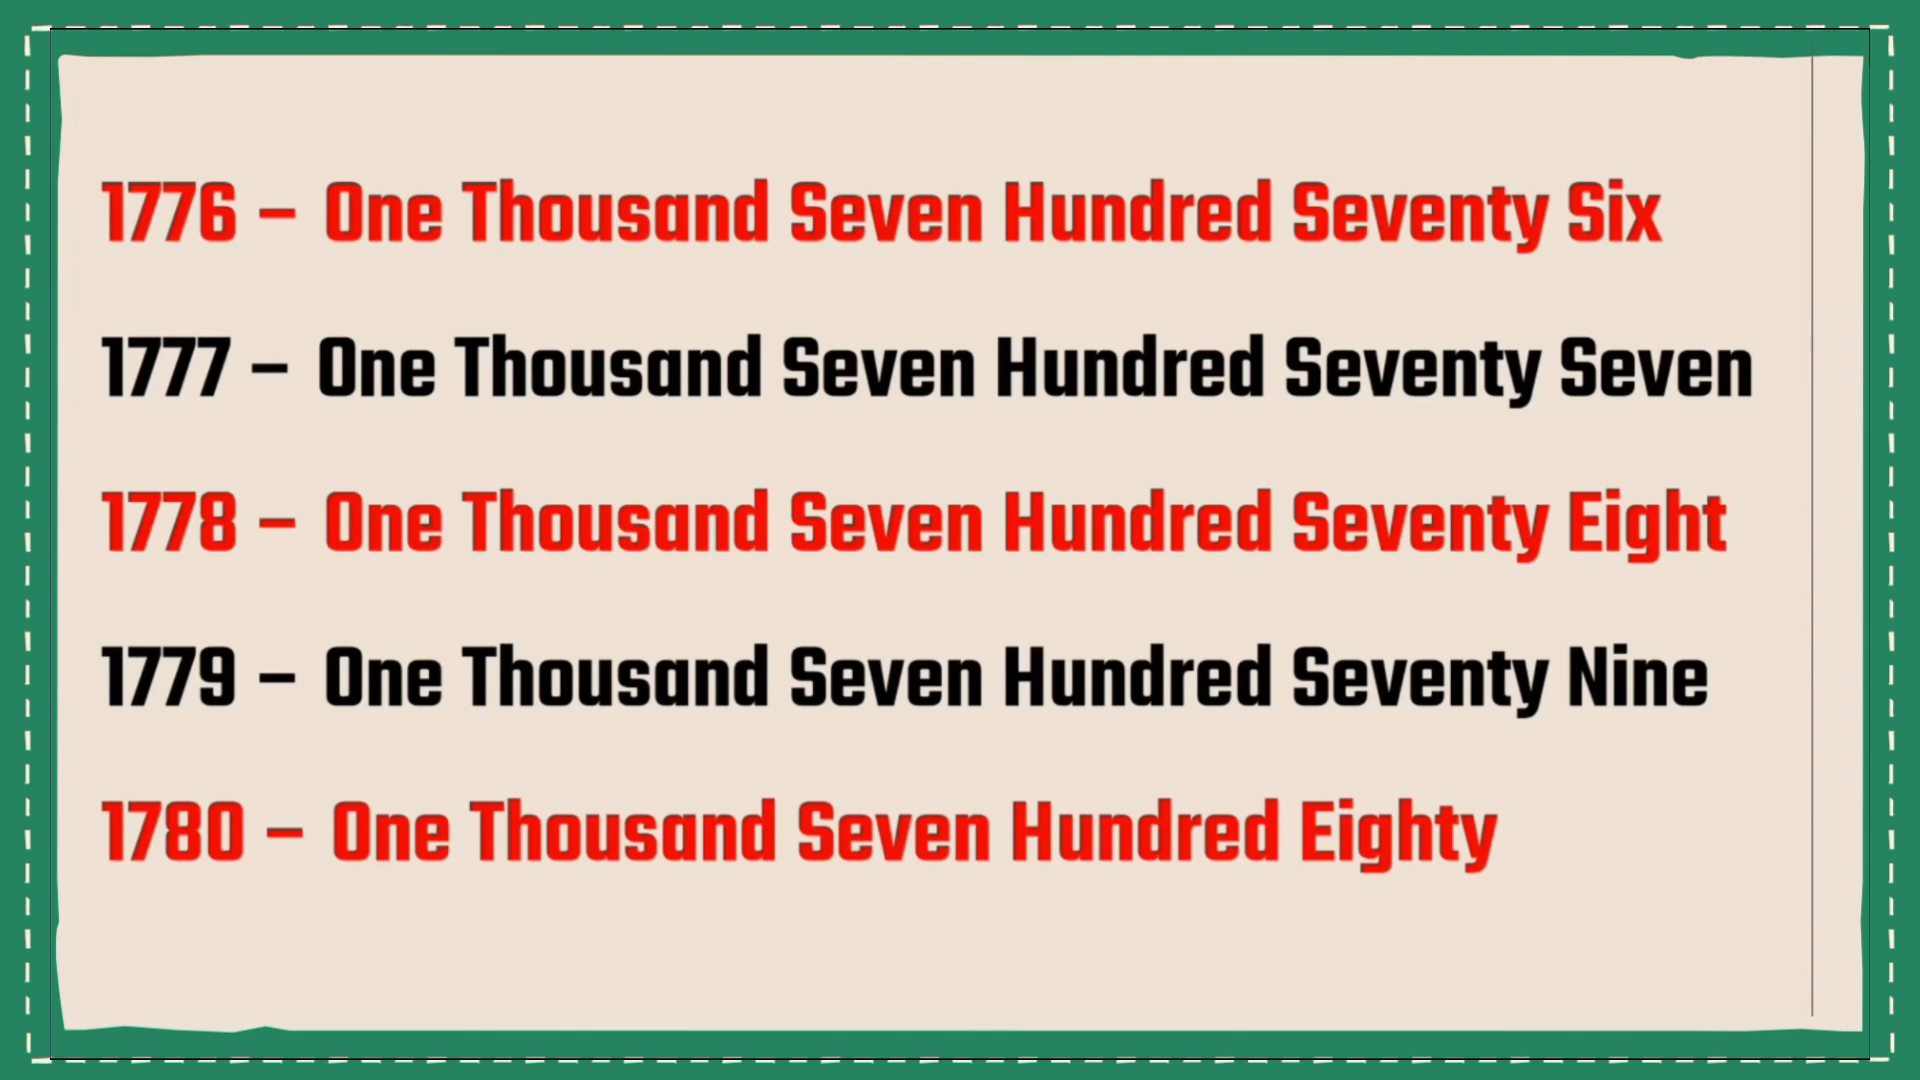 1776 – One Thousand Seven Hundred Seventy Six
1777 – One Thousand Seven Hundred Seventy Seven
1778 – One Thousand Seven Hundred Seventy Eight
1779 – One Thousand Seven Hundred Seventy Nine
1780 – One Thousand Seven Hundred Eighty